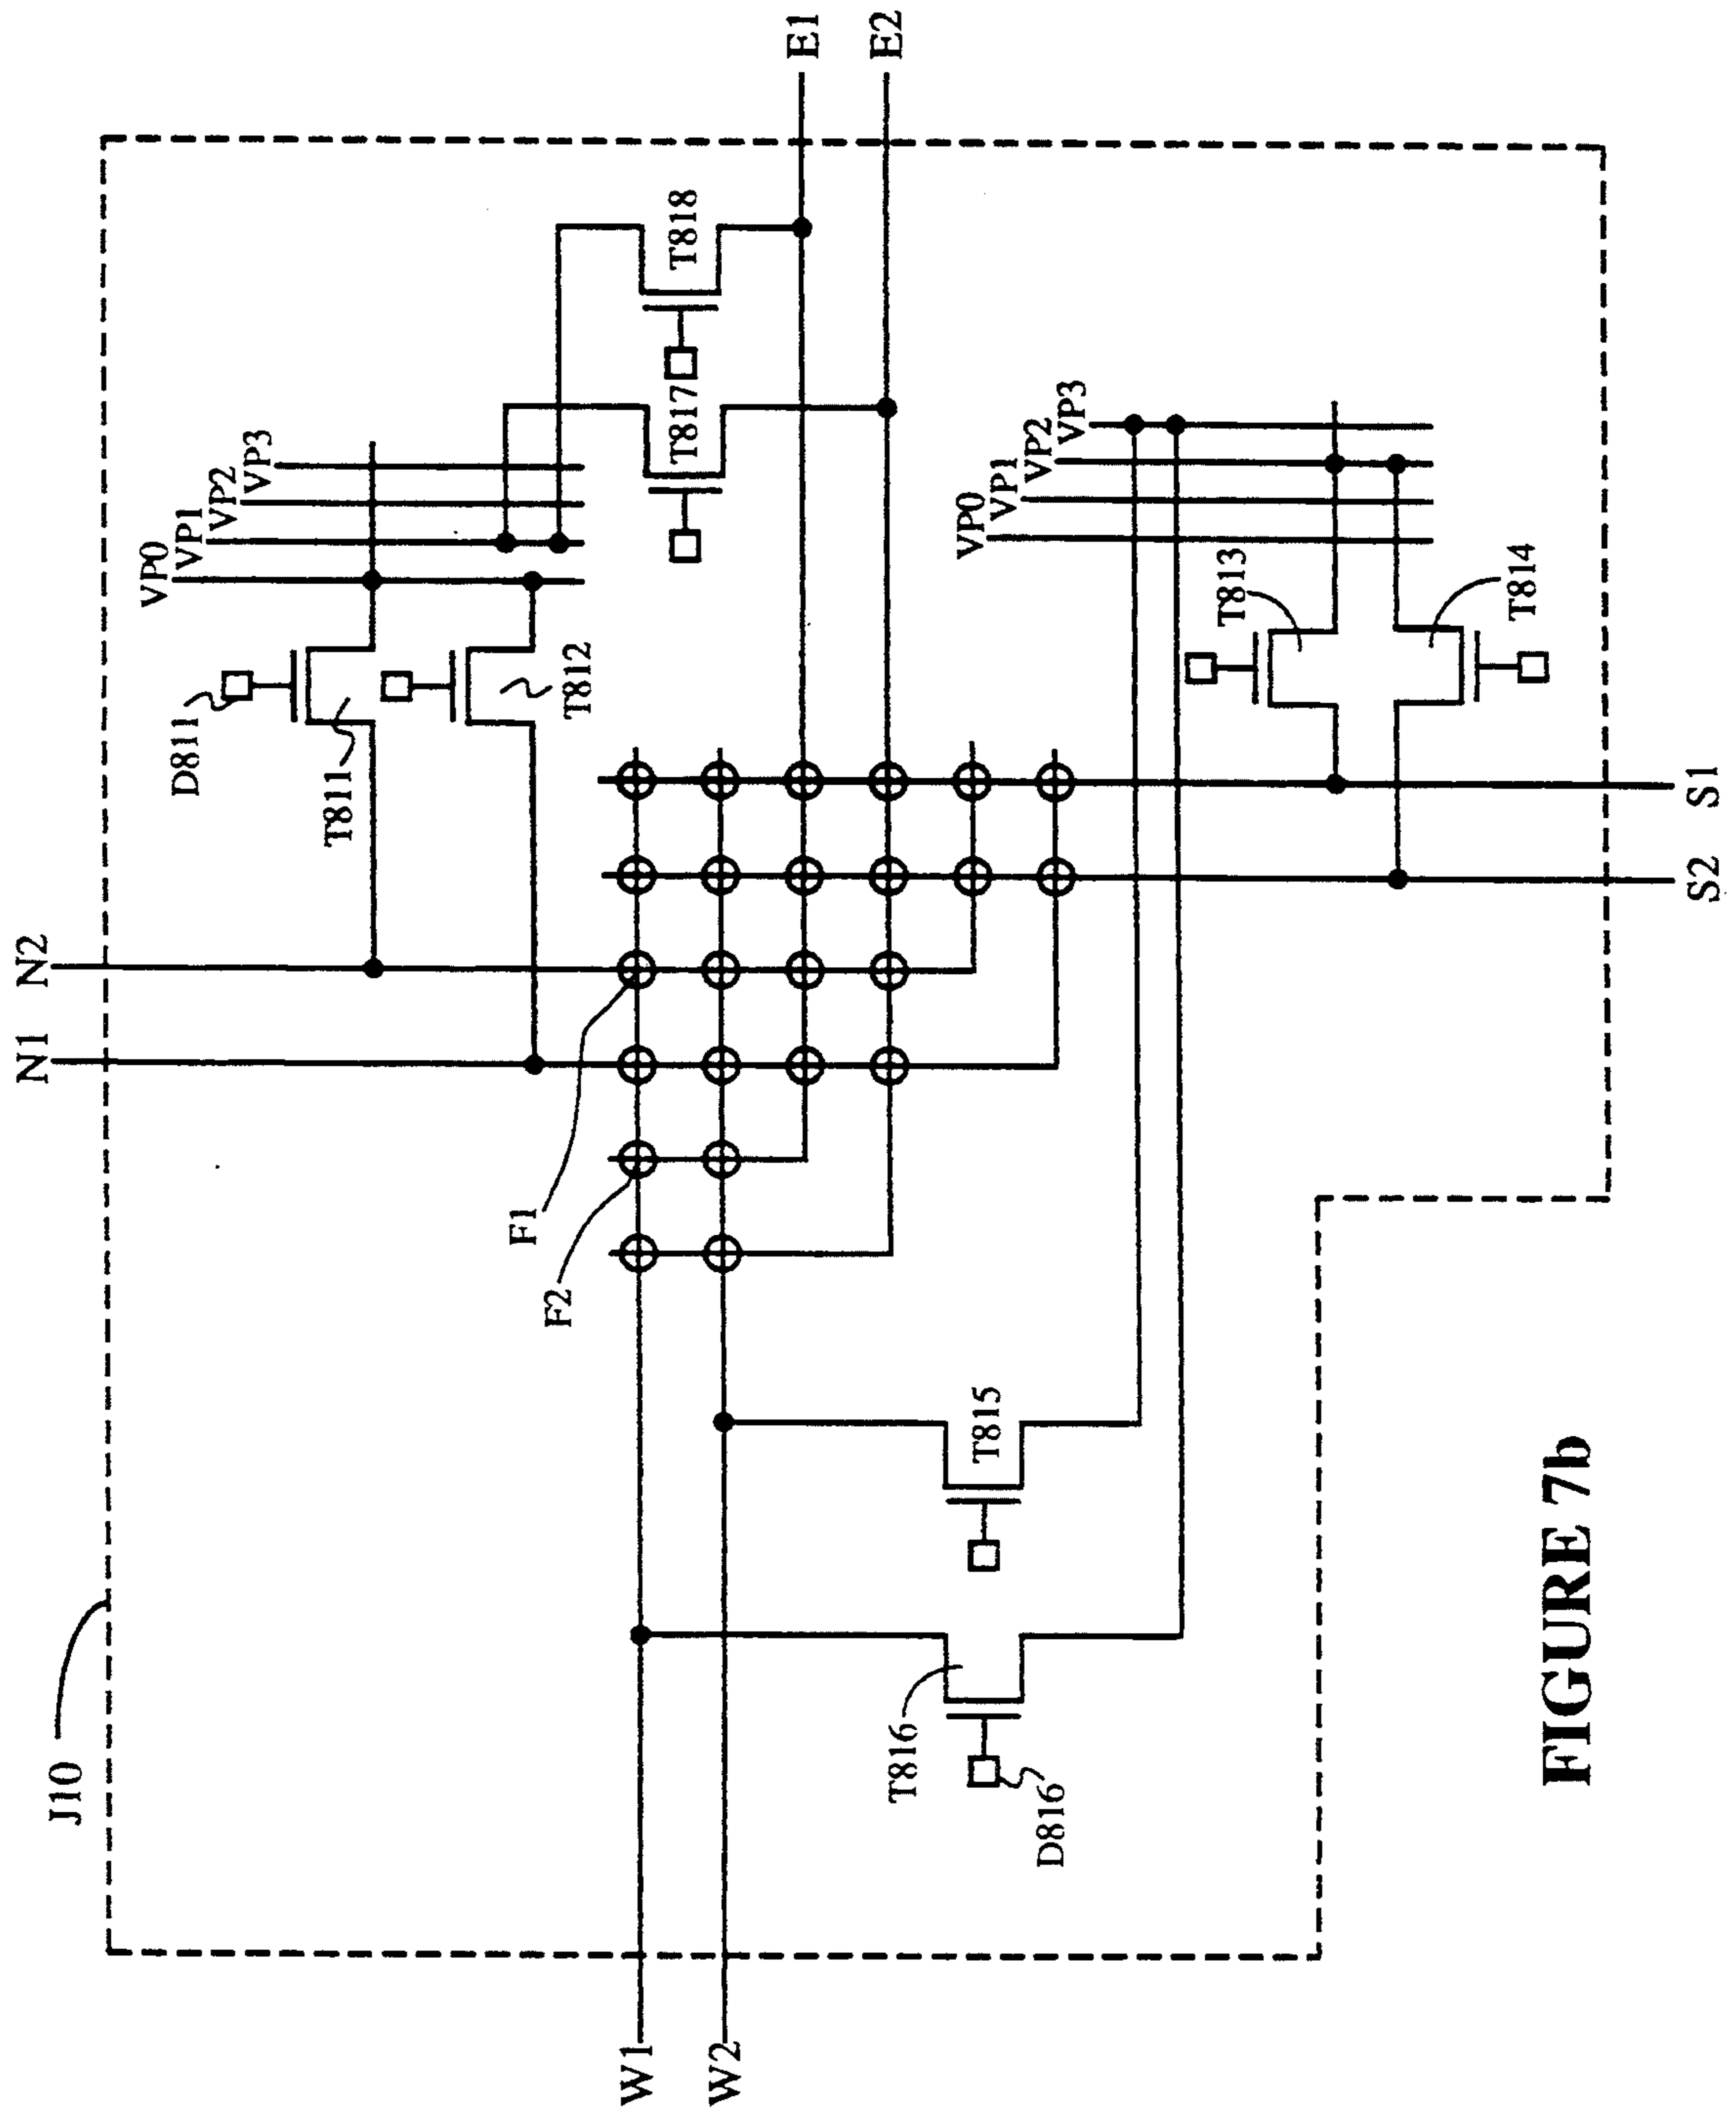 J10
N1
N2
D811
T811
T812
VP0
VP1
VP2
VP3
T817
T818
E1
E2
F1
F2
W1
W2
T816
D816
T815
VP0
VP1
VP2
VP3
T813
T814
S2
S1
FIGURE 7b